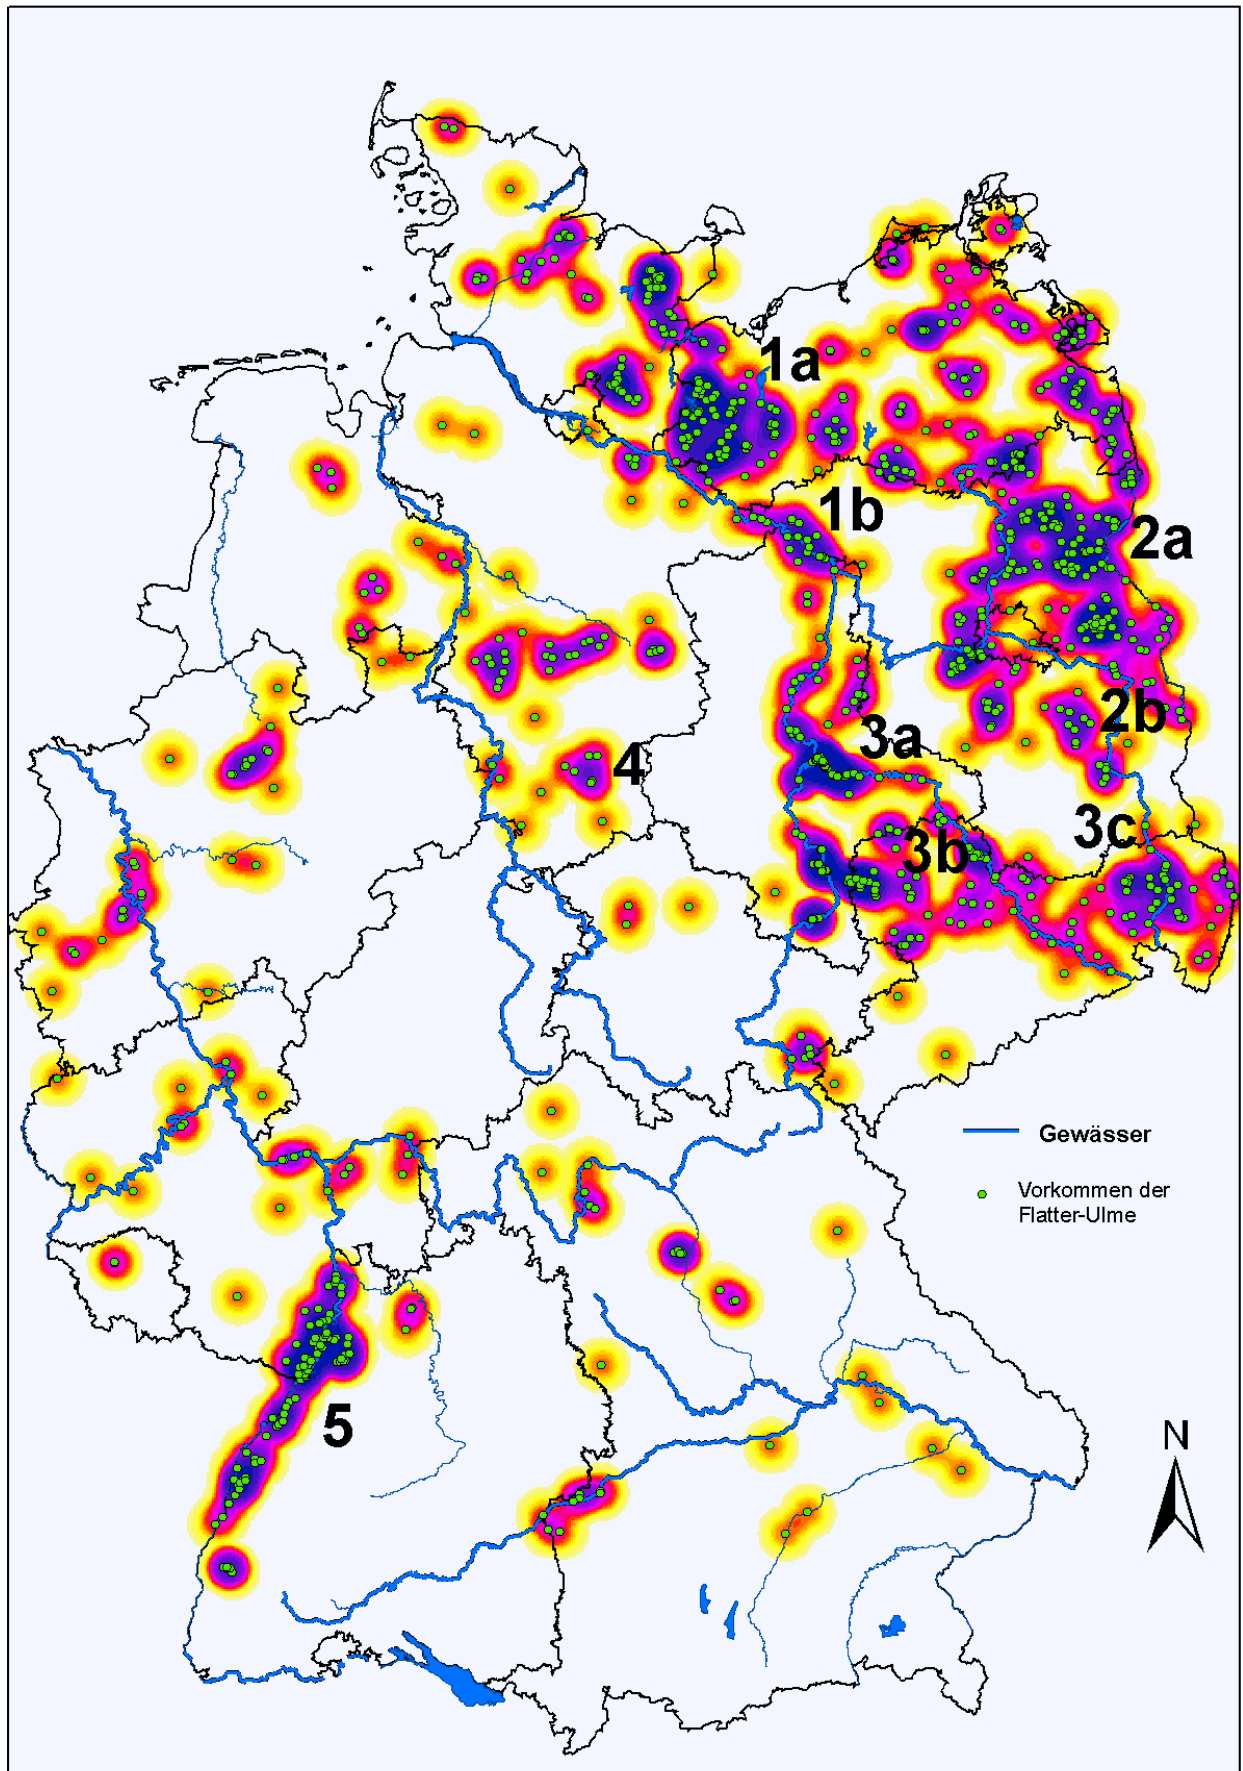 1a
1b
2a
2b
3a
4
3c
3b
Gewässer
Vorkommen der
Flatter-Ulme
5
N